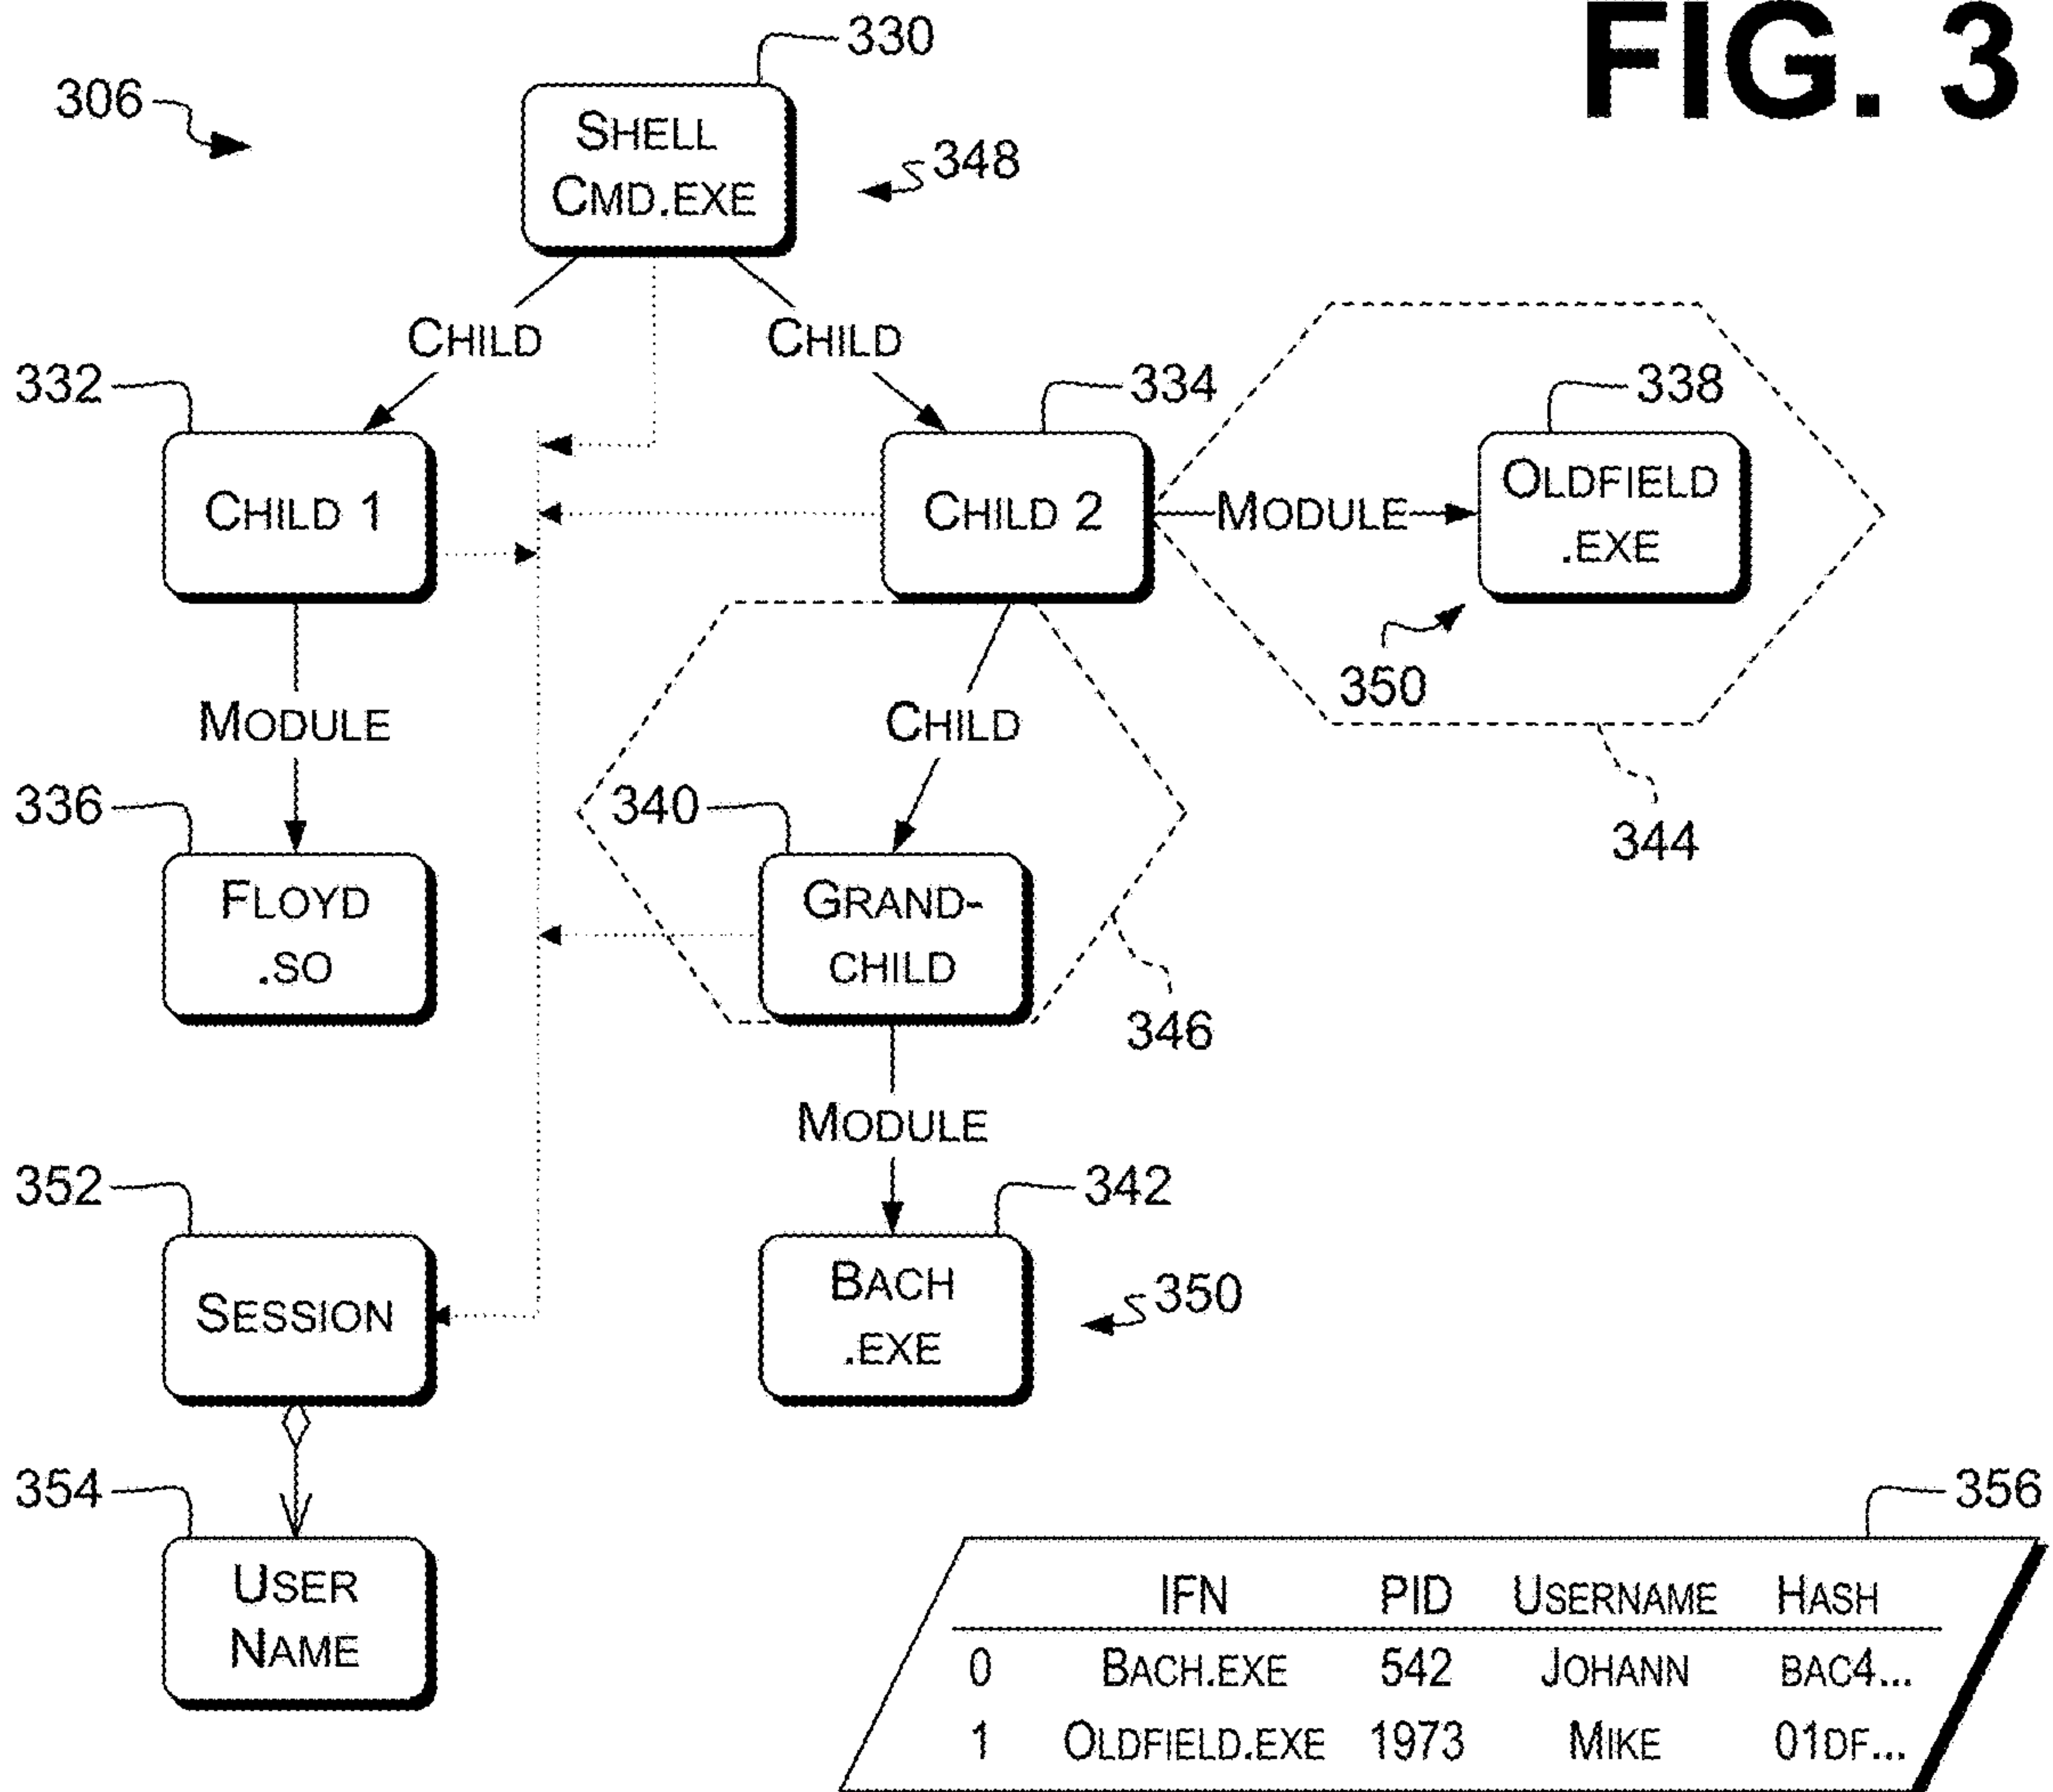 FIG. 3
330
306
SHELL
CMD.EXE
348
CHILD
CHILD
332
334
338
CHILD 1
CHILD 2
MODULE
OLDFIELD
.EXE
350
MODULE
CHILD
336
340
344
FLOYD
.SO
GRAND-
CHILD
346
MODULE
352
342
SESSION
BACH
.EXE
350
354
356
USER
NAME
IFN PID USERNAME HASH
0 BACH.EXE 542 JOHANN BAC4...
1 OLDFIELD.EXE 1973 MIKE 01DF...